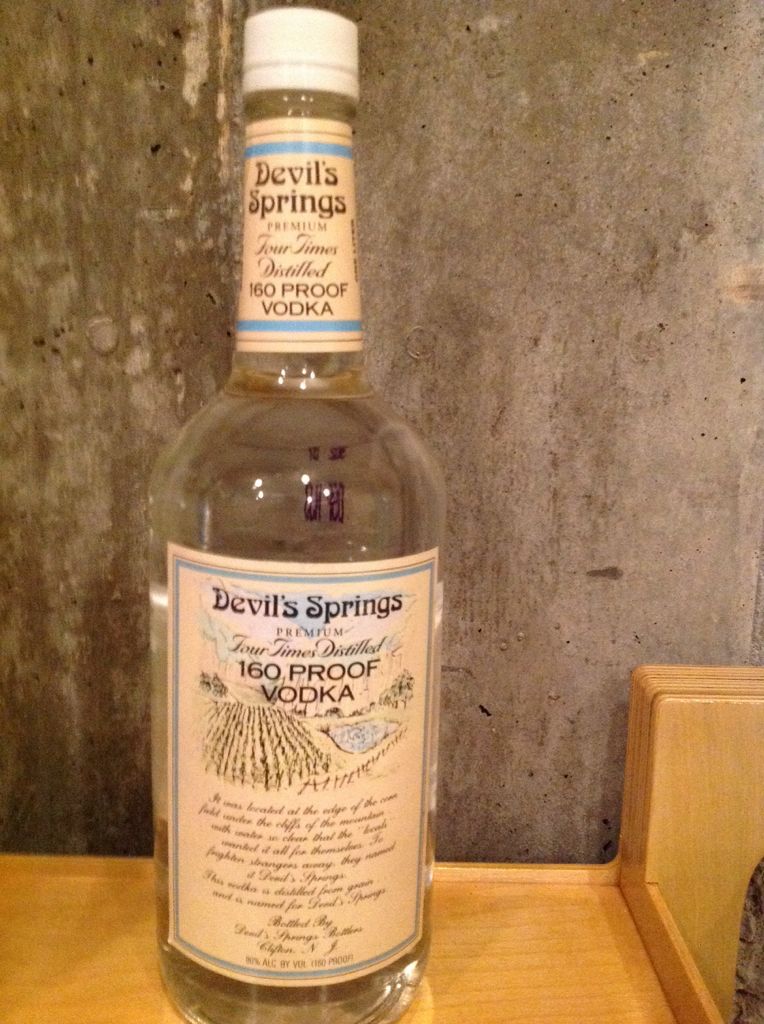 Devil's
Springs
PREMIUM
Four Times
Distilled
160 PROOF
VODKA
Devil's Springs
PREMIUM
Four Times Distilled
160 PROOF
VODKA
It was located at the edge of the corn
field under the cliffs of the mountain
with water so clear that the "locals"
wanted it all for themselves. To
frighten strangers away, they named
it Devil's Springs.
This vodka is distilled from grain
and is named for Devil's Springs
Bottled By
Devil's Springs Bottlers
Clifton, N. J.
80% ALC. BY VOL. (160 PROOF)